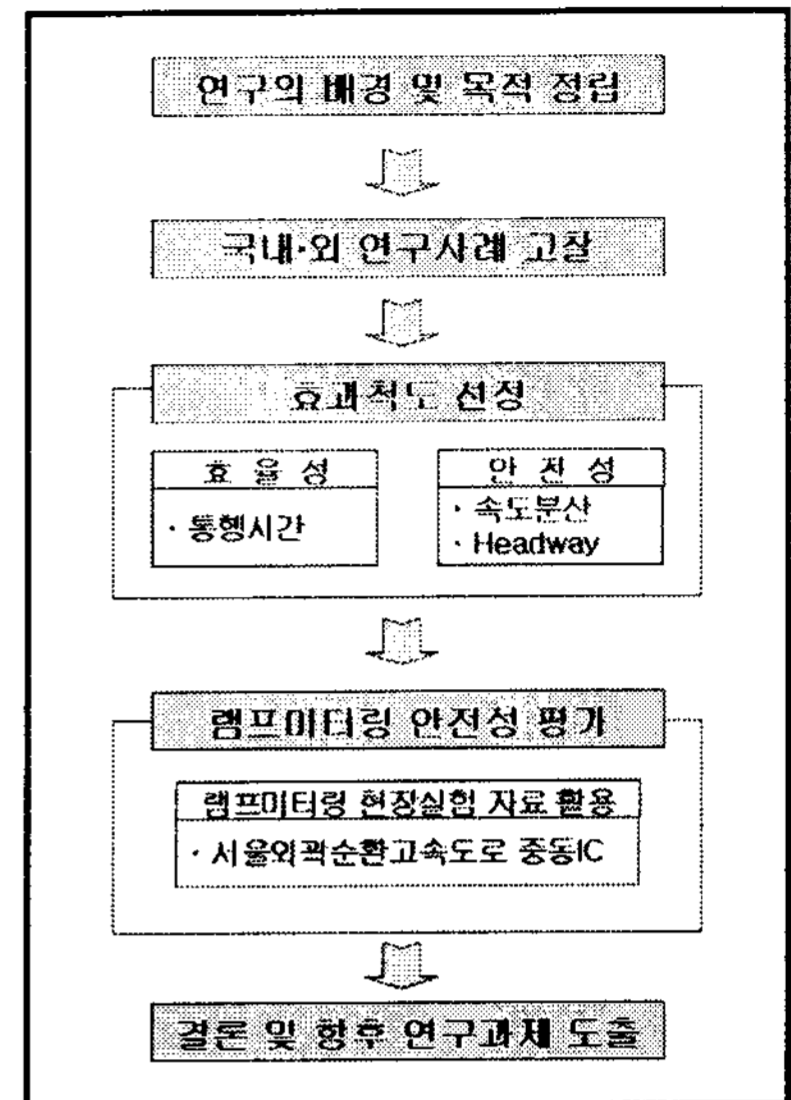 연구의 배경 및 목적 정립
국내·외 연구사례 고찰
효과척도 선정
효 율 성
· 통행시간
안 전 성
· 속도분산
· Headway
램프미터링 안전성 평가
램프미터링 현장실험 자료 활용
· 서울외곽순환고속도로 중동IC
결론 및 향후 연구과제 도출